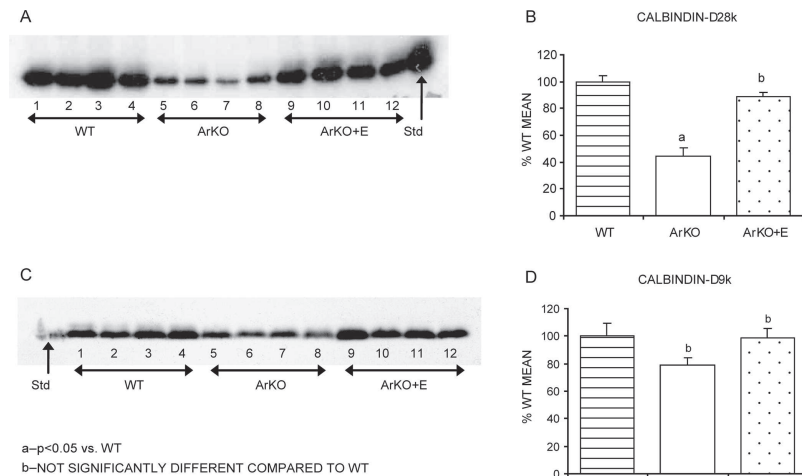 A
1 2 3 4 5 6 7 8 9 10 11 12
WT ArKO ArKO+E Std
B
CALBINDIN-D28k
% WT MEAN
120
100
80
60
40
20
0
a
b
WT ArKO ArKO+E
C
1 2 3 4 5 6 7 8 9 10 11 12
Std WT ArKO ArKO+E
a–p<0.05 vs. WT
b–NOT SIGNIFICANTLY DIFFERENT COMPARED TO WT
D
CALBINDIN-D9k
% WT MEAN
120
100
80
60
40
20
0
b
b